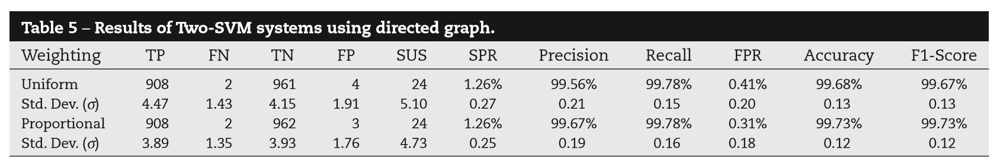 Table 5 – Results of Two-SVM systems using directed graph.
Weighting TP FN TN FP SUS SPR Precision Recall FPR Accuracy F1-Score
Uniform 908 2 961 4 24 1.26% 99.56% 99.78% 0.41% 99.68% 99.67%
Std. Dev. (σ) 4.47 1.43 4.15 1.91 5.10 0.27 0.21 0.15 0.20 0.13 0.13
Proportional 908 2 962 3 24 1.26% 99.67% 99.78% 0.31% 99.73% 99.73%
Std. Dev. (σ) 3.89 1.35 3.93 1.76 4.73 0.25 0.19 0.16 0.18 0.12 0.12